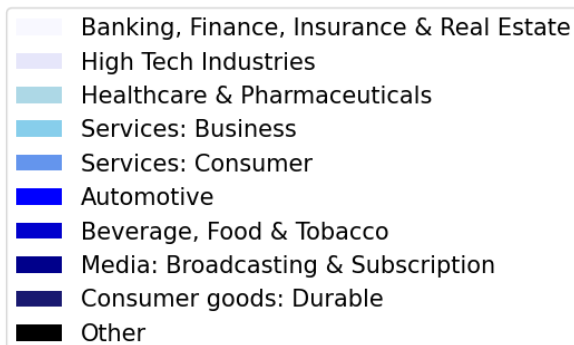 Banking, Finance, Insurance & Real Estate
High Tech Industries
Healthcare & Pharmaceuticals
Services: Business
Services: Consumer
Automotive
Beverage, Food & Tobacco
Media: Broadcasting & Subscription
Consumer goods: Durable
Other